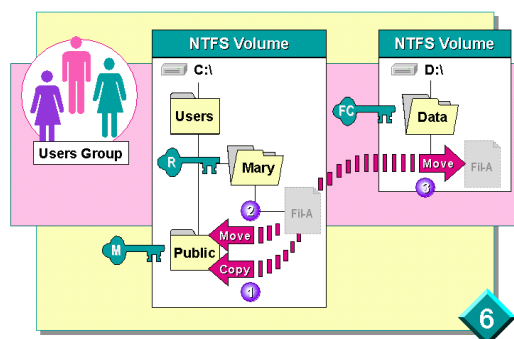 NTFS Volume
C:\
Users
R
Mary
2
Fil-A
Move
M
Public
Copy
1
Users Group
NTFS Volume
D:\
FC
Data
Move
Fil-A
3
6